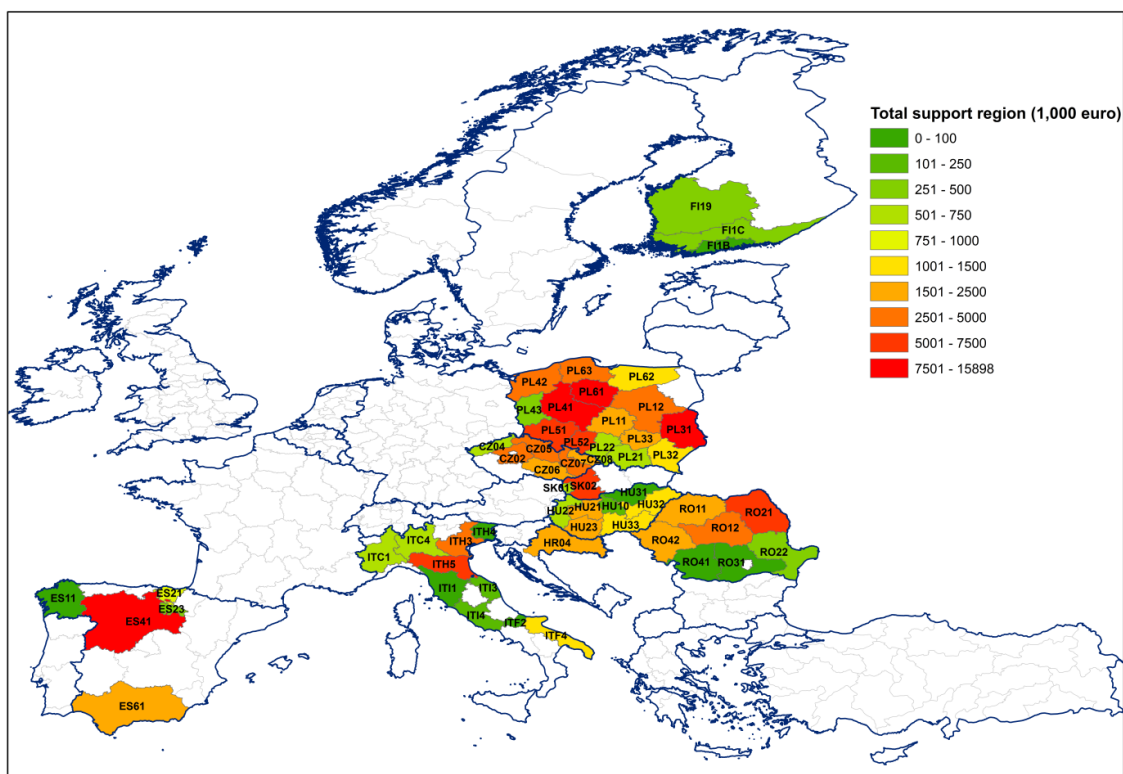 Total support region (1,000 euro)
0 - 100
101 - 250
251 - 500
501 - 750
751 - 1000
1001 - 1500
1501 - 2500
2501 - 5000
5001 - 7500
7501 - 15898
FI19
FI1C
FI1B
PL63
PL42
PL62
PL61
PL43
PL41
PL12
PL11
PL51
PL31
PL33
PL52
PL22
CZ04
CZ05
PL21
PL32
CZ02
CZ07
CZ08
CZ06
SK01
SK02
HU31
HU22
HU21
HU10
HU32
RO11
RO21
HU23
HU33
RO12
ITH4
ITC4
ITH3
HR04
RO42
RO22
ITC1
ITH5
RO41
RO31
ES11
ES21
ES23
ITI1
ITI3
ES41
ITI4
ITF2
ITF4
ES61